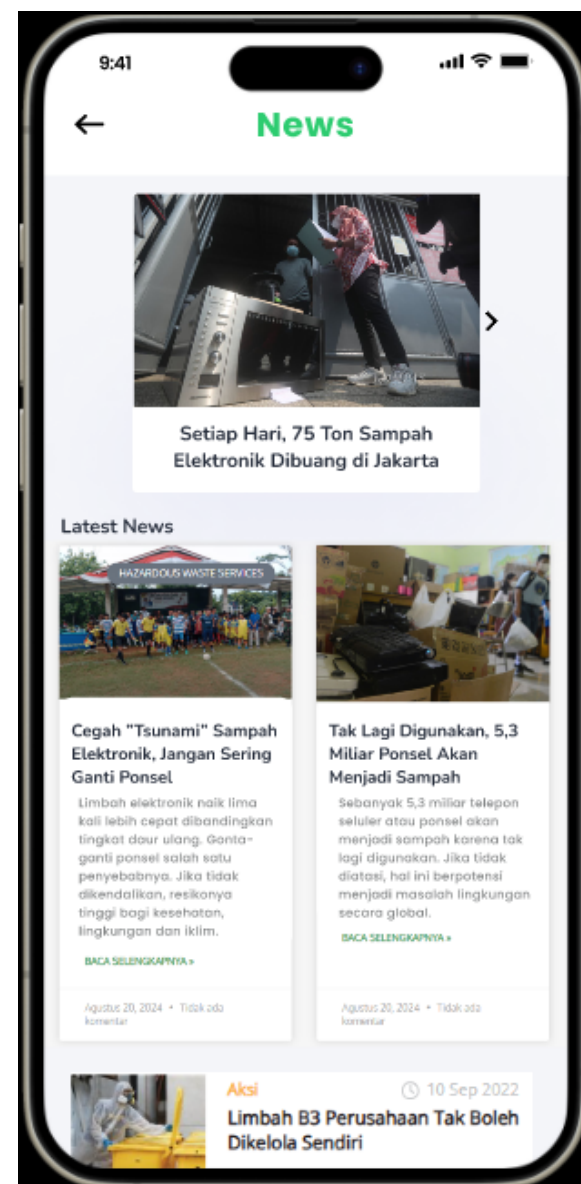 9:41
News
Setiap Hari, 75 Ton Sampah
Elektronik Dibuang di Jakarta
Latest News
HAZARDOUS WASTE SERVICES
Cegah "Tsunami" Sampah
Elektronik, Jangan Sering
Ganti Ponsel
Limbah elektronik naik lima
kali lebih cepat dibandingkan
tingkat daur ulang. Gonta-
ganti ponsel salah satu
penyebabnya. Jika tidak
dikendalikan, resikonya
tinggi bagi kesehatan,
lingkungan dan iklim.
BACA SELENGKAPNYA »
Agustus 20, 2024 • Tidak ada
komentar
Tak Lagi Digunakan, 5,3
Miliar Ponsel Akan
Menjadi Sampah
Sebanyak 5,3 miliar telepon
seluler atau ponsel akan
menjadi sampah karena tak
lagi digunakan. Jika tidak
diatasi, hal ini berpotensi
menjadi masalah lingkungan
secara global.
BACA SELENGKAPNYA »
Agustus 20, 2024 • Tidak ada
komentar
Aksi
10 Sep 2022
Limbah B3 Perusahaan Tak Boleh
Dikelola Sendiri